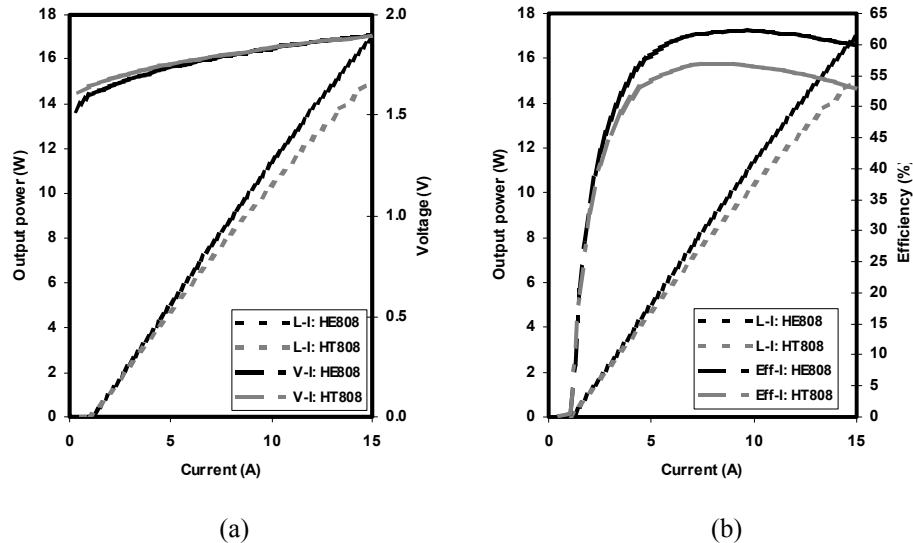 18
16
14
12
10
8
6
4
2
0
Output power (W)
2.0
1.5
1.0
0.5
0.0
Voltage (V)
L-I: HE808
L-I: HT808
V-I: HE808
V-I: HT808
0
5
10
15
Current (A)
(a)
18
16
14
12
10
8
6
4
2
0
Output power (W)
65
60
55
50
45
40
35
30
25
20
15
10
5
0
Efficiency (%)
L-I: HE808
L-I: HT808
Eff-I: HE808
Eff-I: HT808
0
5
10
15
Current (A)
(b)